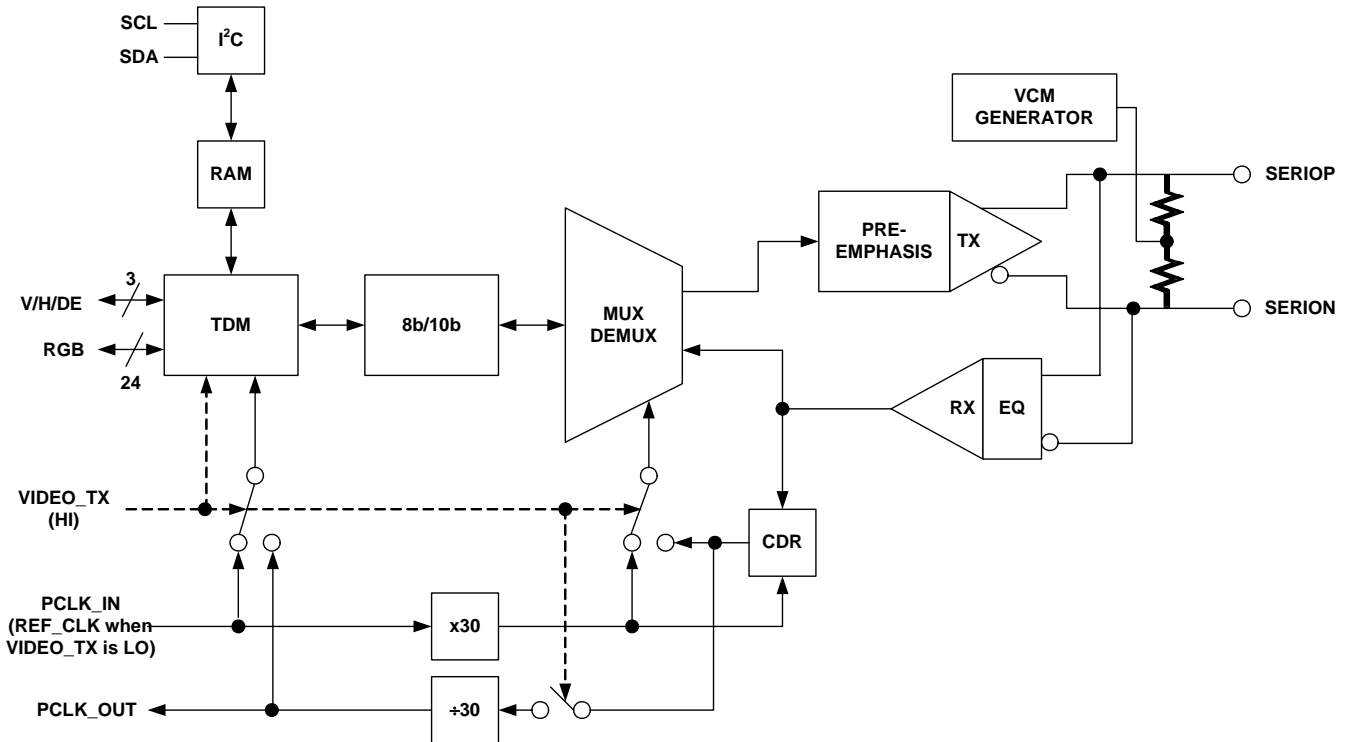 SCL
SDA
I²C
RAM
VCM
GENERATOR
SERIOP
SERION
PRE-
EMPHASIS
TX
V/H/DE
3
RGB
24
TDM
8b/10b
MUX
DEMUX
RX
EQ
VIDEO_TX
(HI)
CDR
PCLK_IN
(REF_CLK when
VIDEO_TX is LO)
x30
PCLK_OUT
÷30